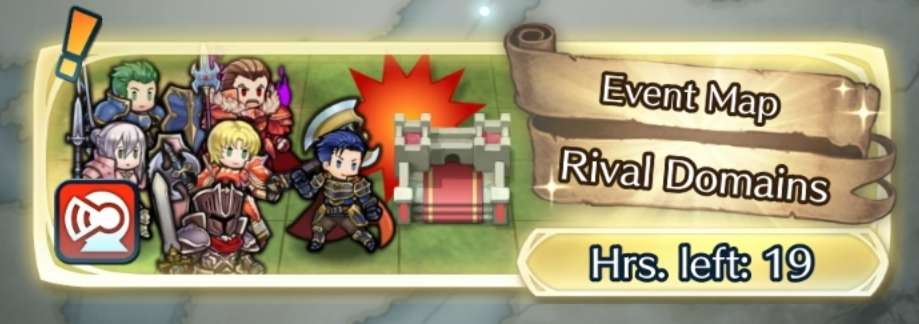 Event Map
Rival Domains
Hrs. left: 19